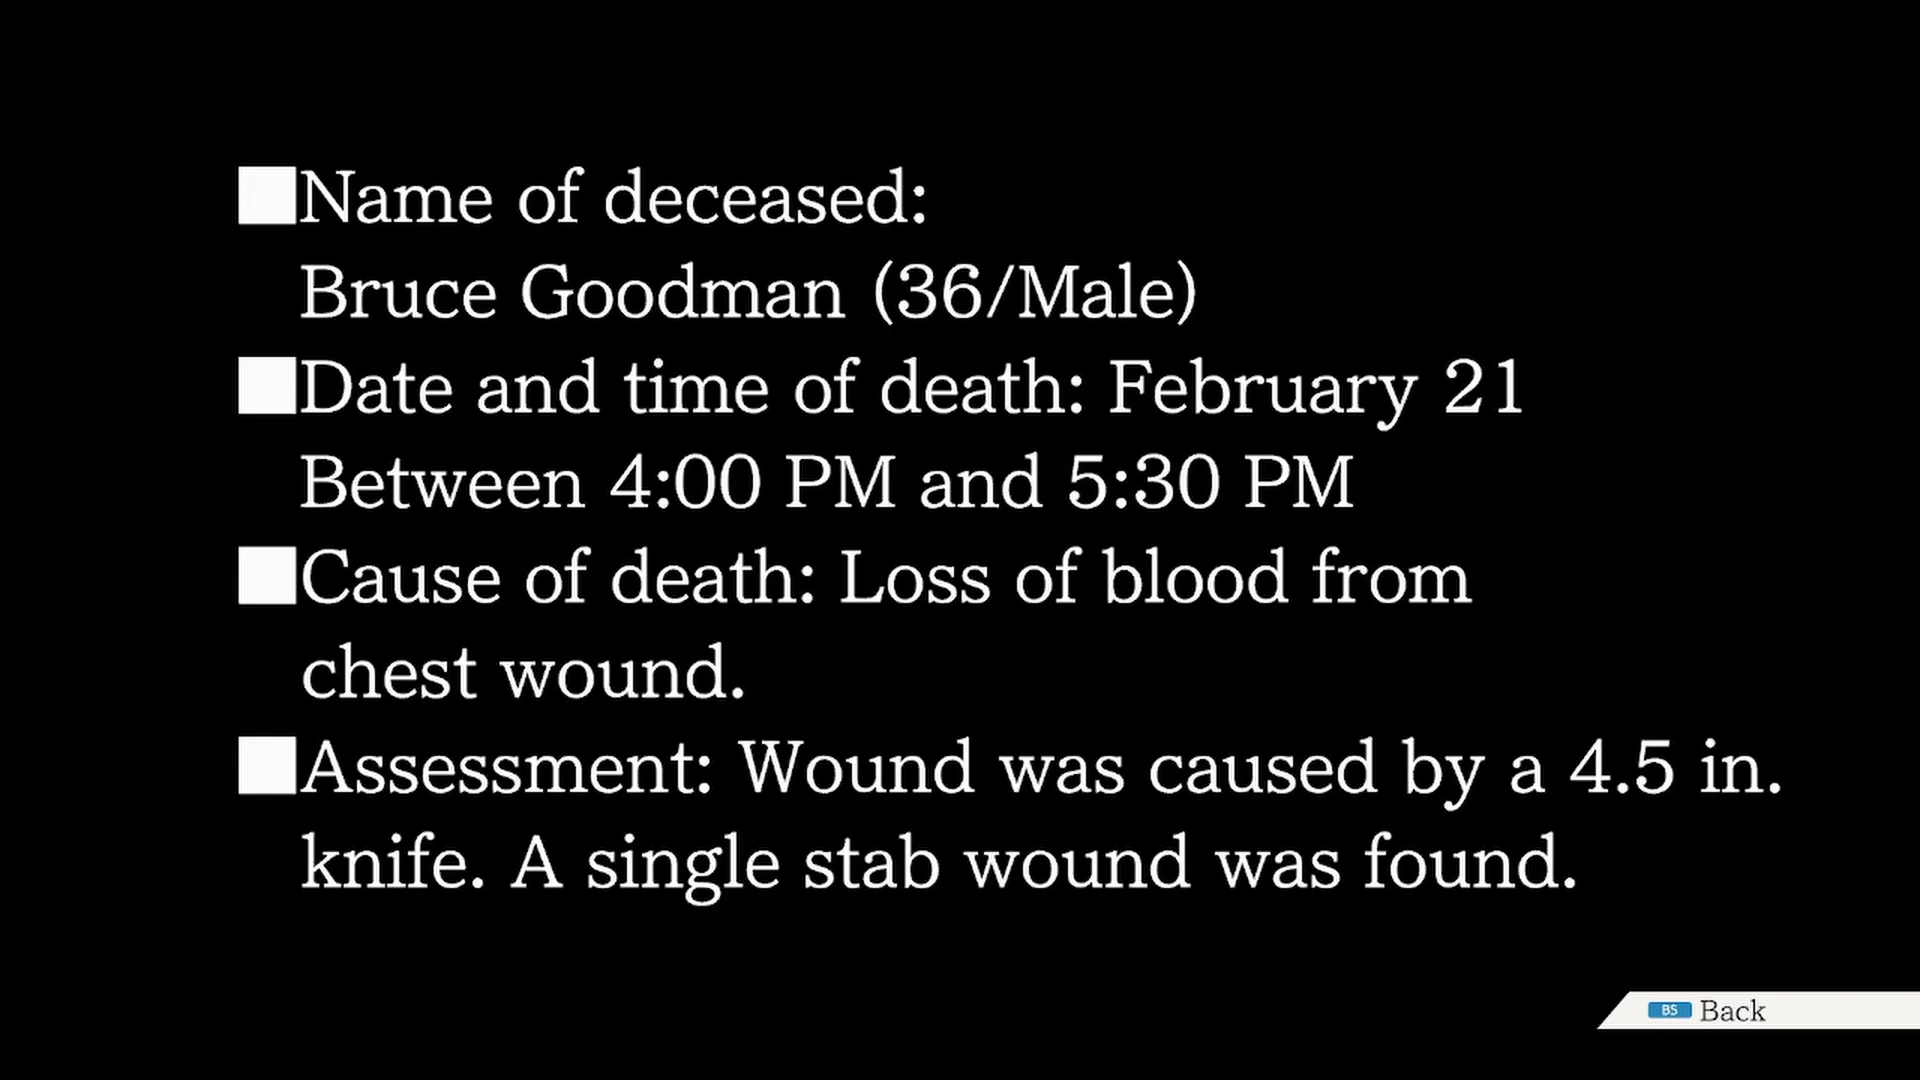 ■Name of deceased:
Bruce Goodman (36/Male)
■Date and time of death: February 21
Between 4:00 PM and 5:30 PM
■Cause of death: Loss of blood from
chest wound.
■Assessment: Wound was caused by a 4.5 in.
knife. A single stab wound was found.
BS Back